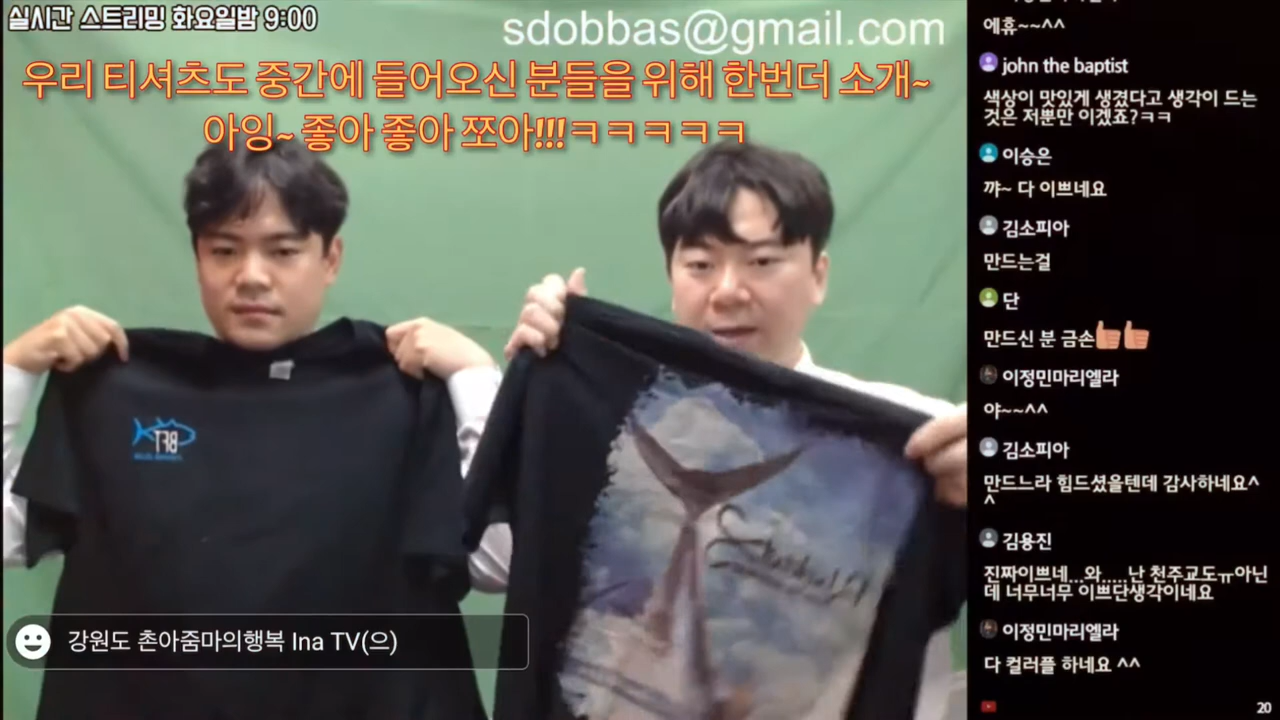 실시간 스트리밍 화요일밤 9:00
sdobbas@gmail.com
우리 티셔츠도 중간에 들어오신 분들을 위해 한번더 소개~
아잉~ 좋아 좋아 쪼아!!!ㅋㅋㅋㅋㅋ
강원도 촌아줌마의행복 Ina TV(으)
에휴~~^^
john the baptist
색상이 맛있게 생겼다고 생각이 드는
것은 저뿐만 이겠죠?ㅋㅋ
이승은
꺄~ 다 이쁘네요
김소피아
만드는걸
단
만드신 분 금손👍👍
이정민마리엘라
야~~^^
김소피아
만드느라 힘드셨을텐데 감사하네요^
^
김용진
진짜이쁘네...와.....난 천주교도ㅠ아닌
데 너무너무 이쁘단생각이네요
이정민마리엘라
다 컬러플 하네요 ^^
20